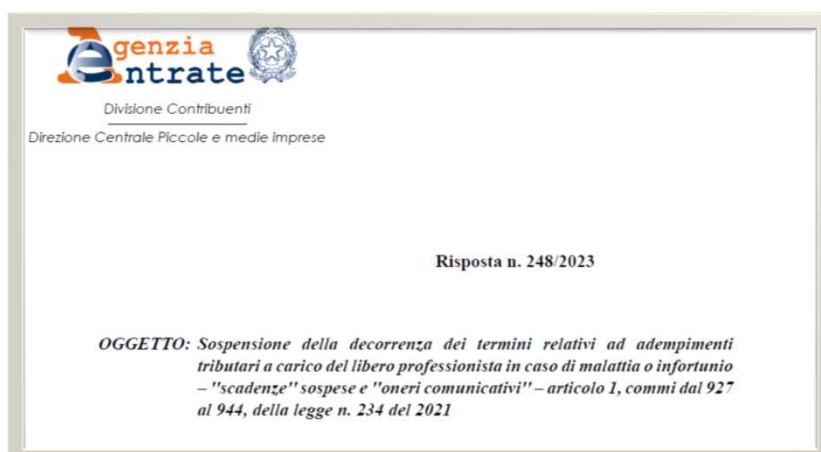 Agenzia
Entrate
Divisione Contribuenti
Direzione Centrale Piccole e medie imprese
Risposta n. 248/2023
OGGETTO: Sospensione della decorrenza dei termini relativi ad adempimenti
tributari a carico del libero professionista in caso di malattia o infortunio
– "scadenze" sospese e "oneri comunicativi" – articolo 1, commi dal 927
al 944, della legge n. 234 del 2021